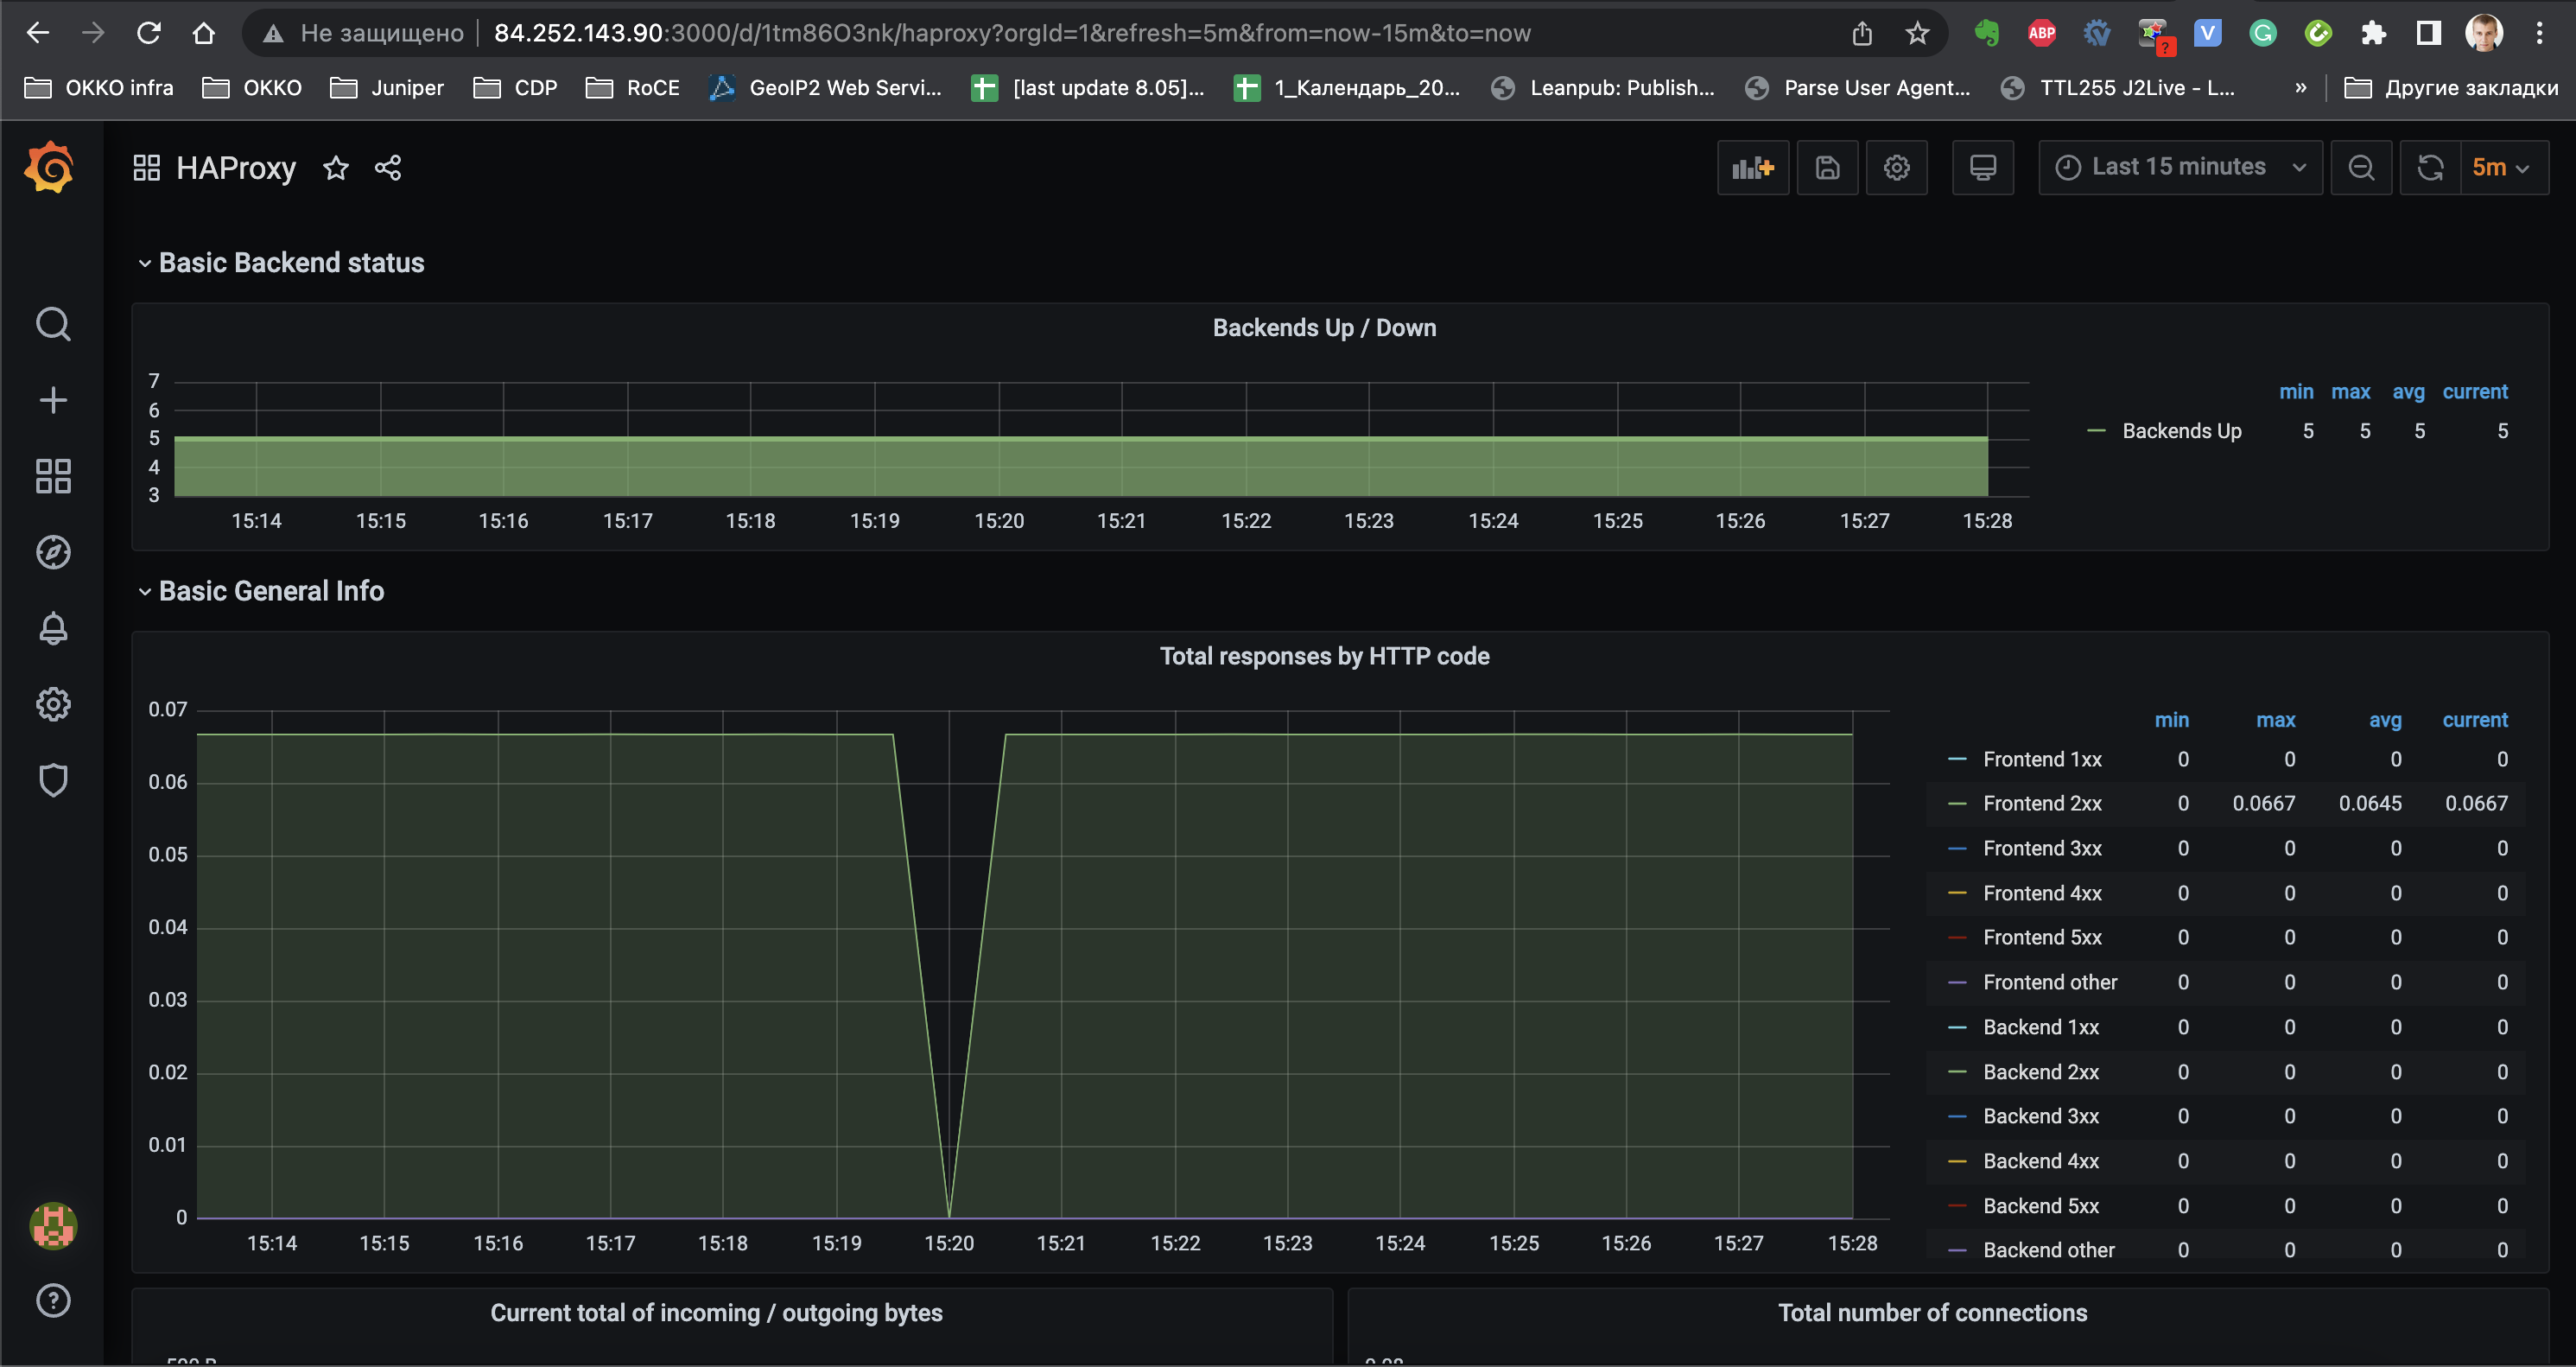 Не защищено 84.252.143.90:3000/d/1tm86O3nk/haproxy?orgId=1&refresh=5m&from=now-15m&to=now
ABP ? V G
OKKO infra OKKO Juniper CDP RoCE GeoIP2 Web Servi... [last update 8.05]... 1_Календарь_20... Leanpub: Publish... Parse User Agent... TTL255 J2Live - L... » Другие закладки
HAProxy Last 15 minutes 5m
Basic Backend status
Backends Up / Down
7
6
5
4
3
15:14 15:15 15:16 15:17 15:18 15:19 15:20 15:21 15:22 15:23 15:24 15:25 15:26 15:27 15:28
min max avg current
Backends Up 5 5 5 5
Basic General Info
Total responses by HTTP code
0.07
0.06
0.05
0.04
0.03
0.02
0.01
0
15:14 15:15 15:16 15:17 15:18 15:19 15:20 15:21 15:22 15:23 15:24 15:25 15:26 15:27 15:28
min max avg current
Frontend 1xx 0 0 0 0
Frontend 2xx 0 0.0667 0.0645 0.0667
Frontend 3xx 0 0 0 0
Frontend 4xx 0 0 0 0
Frontend 5xx 0 0 0 0
Frontend other 0 0 0 0
Backend 1xx 0 0 0 0
Backend 2xx 0 0 0 0
Backend 3xx 0 0 0 0
Backend 4xx 0 0 0 0
Backend 5xx 0 0 0 0
Backend other 0 0 0 0
Current total of incoming / outgoing bytes
Total number of connections